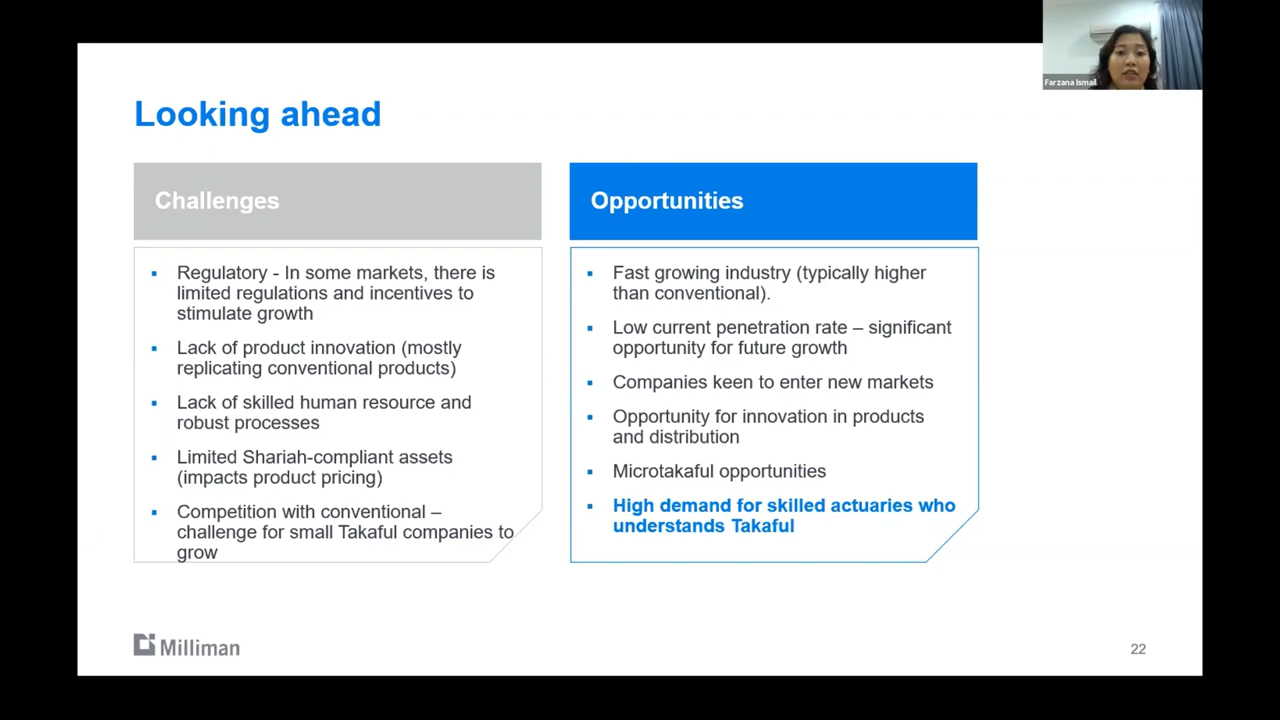 Farzana Ismail
Looking ahead
Challenges
Regulatory - In some markets, there is
limited regulations and incentives to
stimulate growth
Lack of product innovation (mostly
replicating conventional products)
Lack of skilled human resource and
robust processes
Limited Shariah-compliant assets
(impacts product pricing)
Competition with conventional –
challenge for small Takaful companies to
grow
Opportunities
Fast growing industry (typically higher
than conventional).
Low current penetration rate – significant
opportunity for future growth
Companies keen to enter new markets
Opportunity for innovation in products
and distribution
Microtakaful opportunities
High demand for skilled actuaries who
understands Takaful
Milliman
22